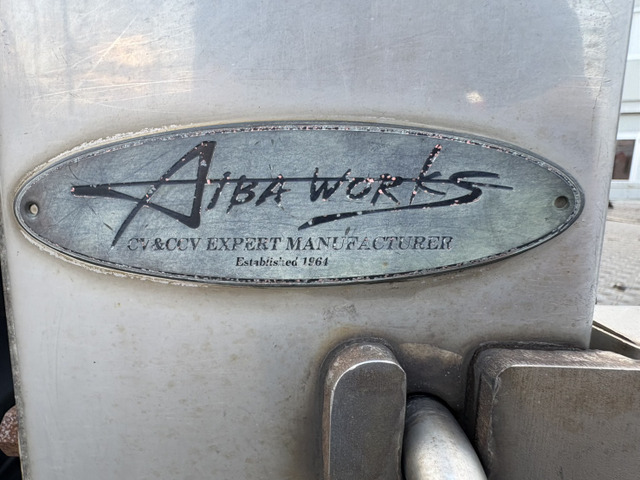 AIBA WORKS
CV&CCV EXPERT MANUFACTURER
Established 1964